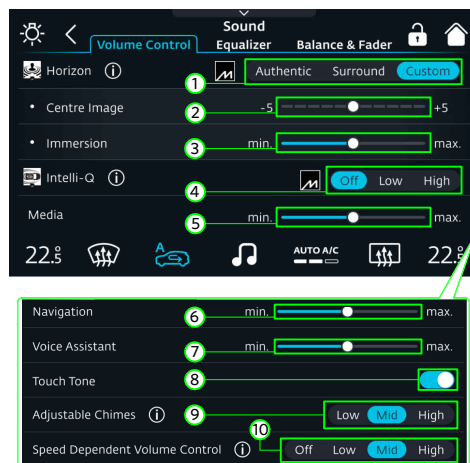 Sound
Volume Control Equalizer Balance & Fader
Horizon i Authentic Surround Custom
1
• Centre Image -5 +5
2
• Immersion min. max.
3
Intelli-Q i Off Low High
4
Media min. max.
5
22.5 A AUTO A/C 22.5
Navigation min. max.
6
Voice Assistant min. max.
7
Touch Tone
8
Adjustable Chimes i 9 Low Mid High
10
Speed Dependent Volume Control i Off Low Mid High